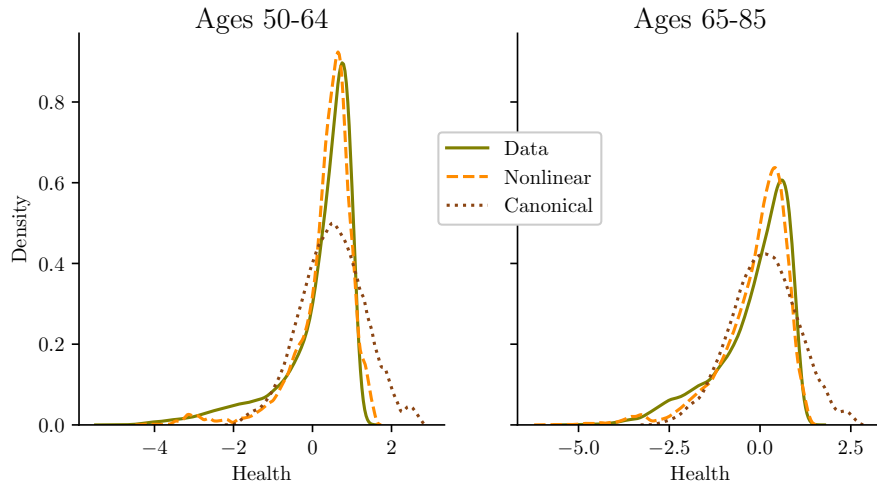 Ages 50-64
Ages 65-85
Density
0.0
0.2
0.4
0.6
0.8
−4
−2
0
2
Health
Data
Nonlinear
Canonical
−5.0
−2.5
0.0
2.5
Health